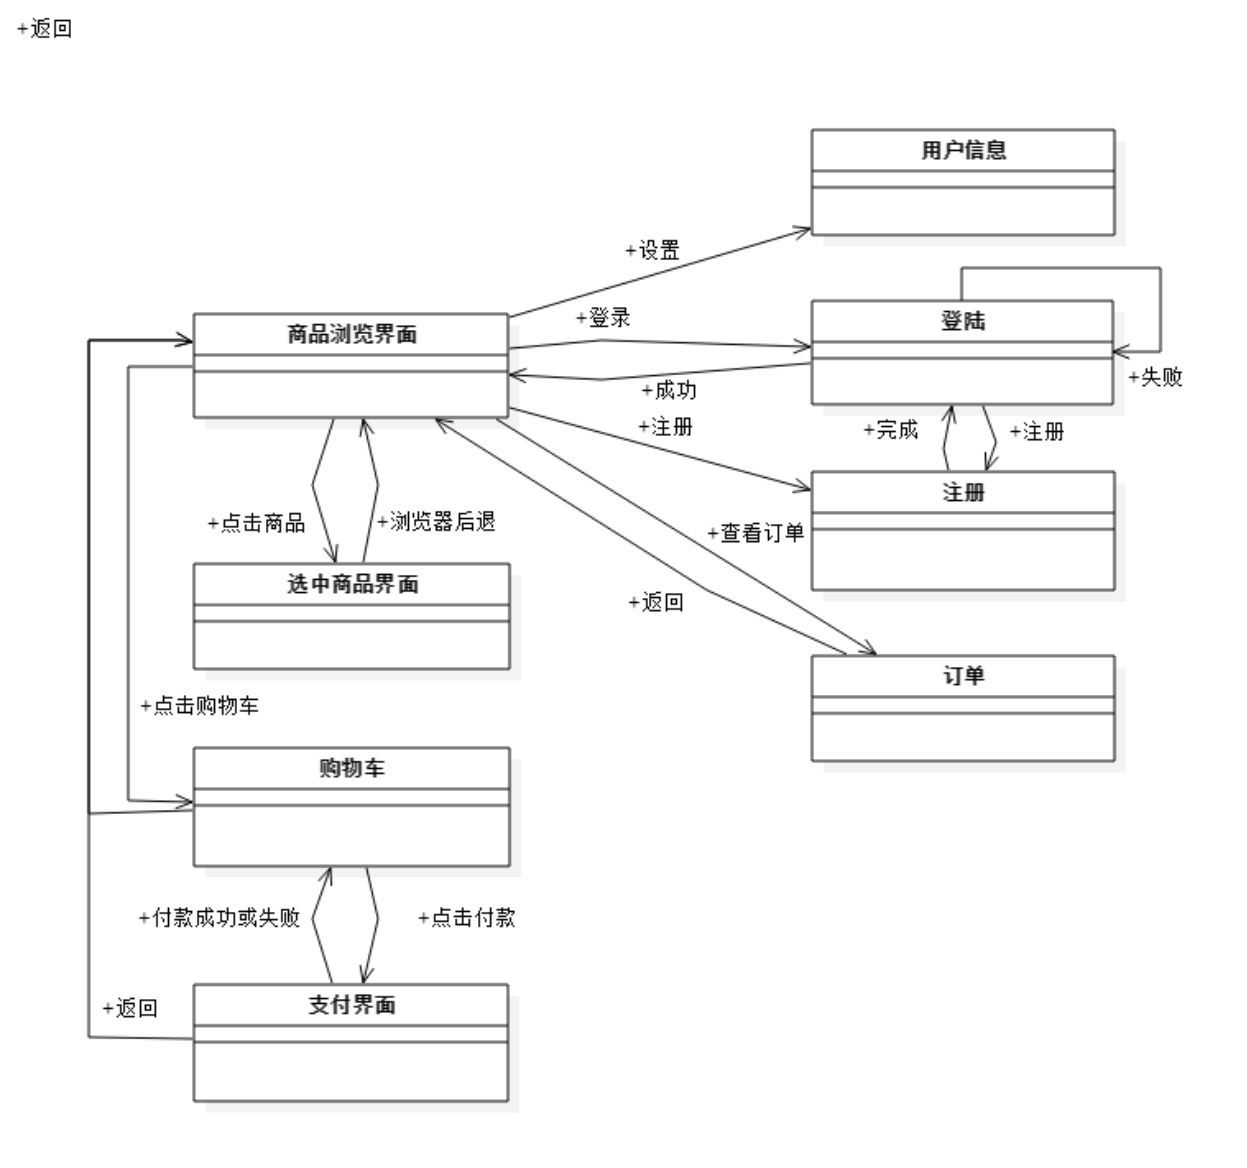 +返回
用户信息
+设置
+登录
商品浏览界面
登陆
+失败
+成功
+注册
+完成
+注册
注册
+点击商品
+浏览器后退
+查看订单
选中商品界面
+返回
订单
+点击购物车
购物车
+付款成功或失败
+点击付款
支付界面
+返回